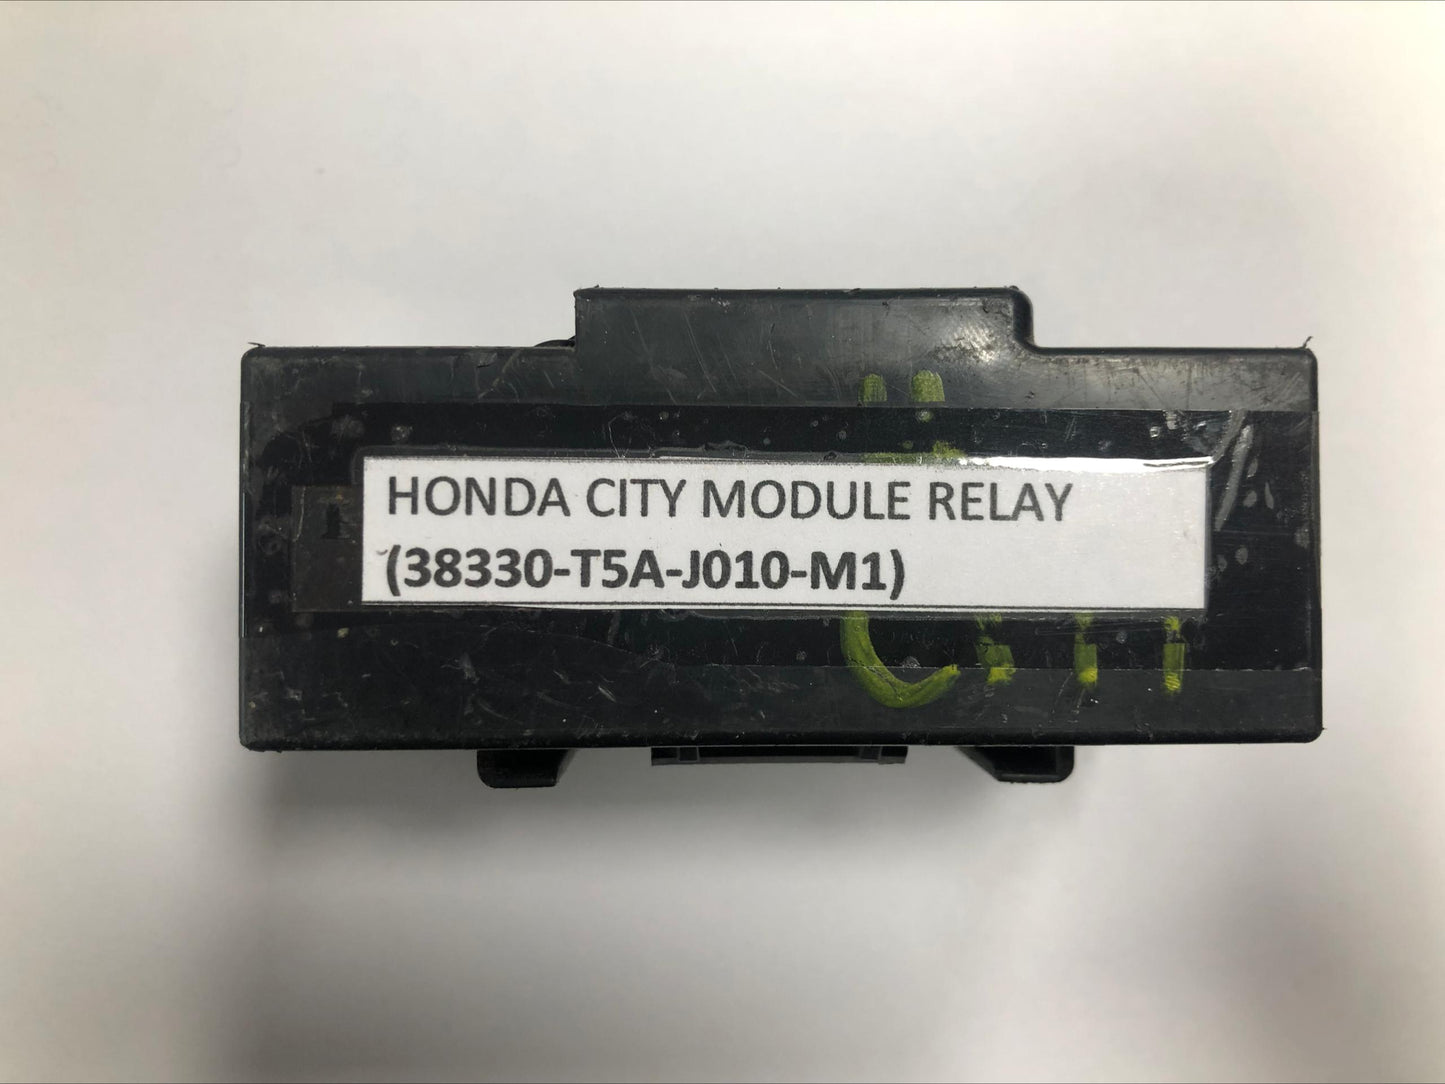 HONDA CITY MODULE RELAY
(38330-T5A-J010-M1)